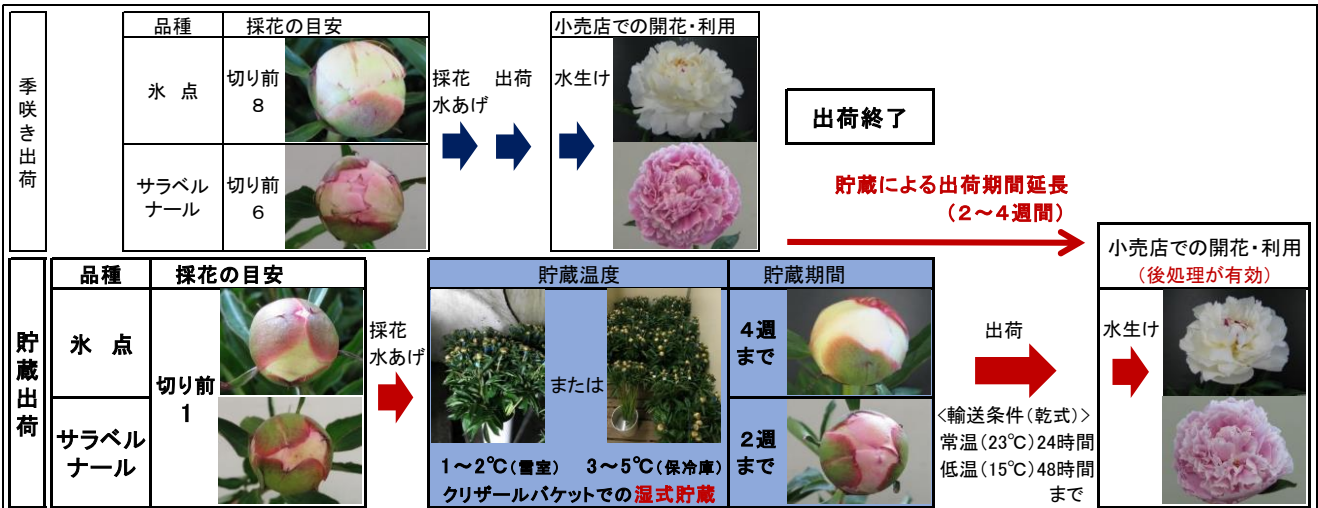 季咲き出荷
品種
採花の目安
氷 点
切り前
8
サラベル
ナール
切り前
6
採花
水あげ
出荷
小売店での開花・利用
水生け
出荷終了
貯蔵による出荷期間延長
(2～4週間)
貯蔵出荷
品種
採花の目安
氷 点
サラベル
ナール
切り前
1
採花
水あげ
貯蔵温度
または
1～2℃(雪室)
3～5℃(保冷庫)
クリザールバケットでの湿式貯蔵
貯蔵期間
4週
まで
2週
まで
出荷
<輸送条件(乾式)>
常温(23℃)24時間
低温(15℃)48時間
まで
小売店での開花・利用
(後処理が有効)
水生け